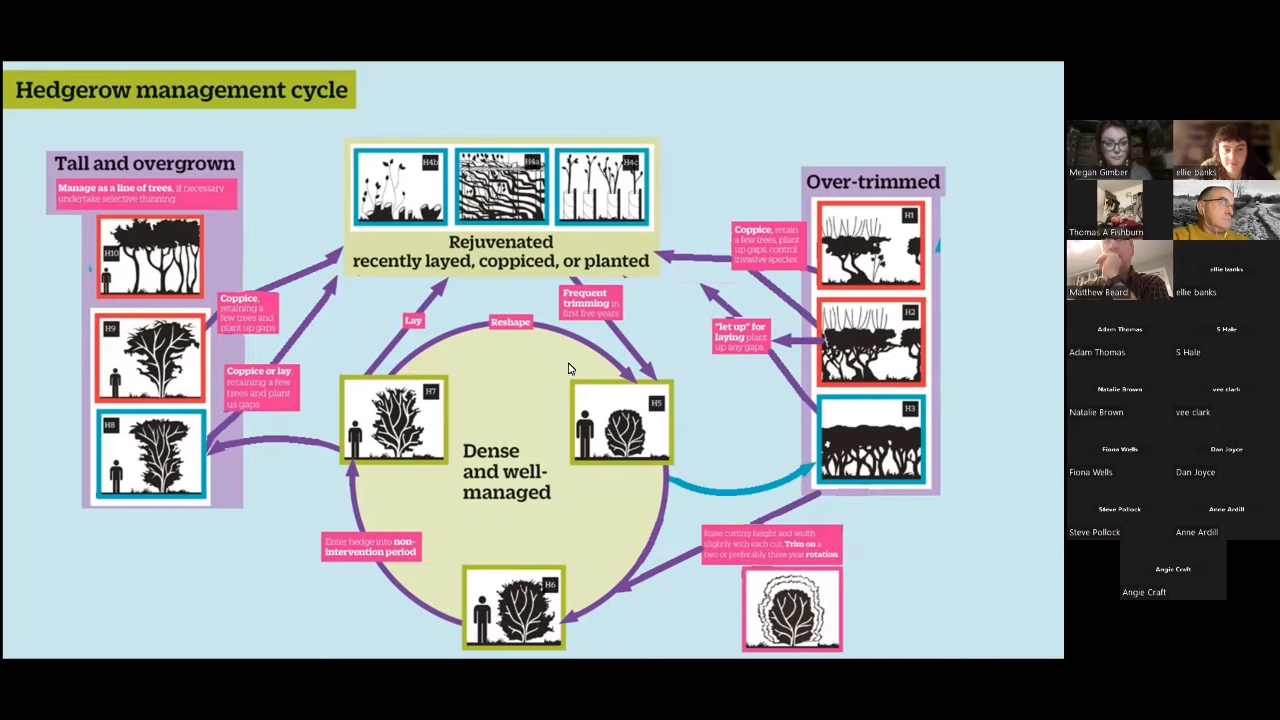 Hedgerow management cycle
Tall and overgrown
Manage as a line of trees, if necessary
undertake selective thinning
H10
H9
H8
Coppice,
retaining a
few trees and
plant up gaps
Coppice or lay
retaining a few
trees and plant
us gaps
H4b
H4a
H4c
Rejuvenated
recently layed, coppiced, or planted
Lay
Reshape
Frequent
trimming in
first five years
H7
H5
Dense
and well-
managed
Enter hedge into non-
intervention period
H6
Over-trimmed
H1
H2
H3
Coppice, retain
a few trees, plant
up gaps, control
invasive species
"let up" for
laying plant
up any gaps
Raise cutting height and width
slightly with each cut. Trim on a
two or preferably three year rotation
Megan Gimber
ellie banks
Thomas A Fishburn
Matthew Beard
ellie banks
ellie banks
Adam Thomas
Adam Thomas
S Hale
S Hale
Natalie Brown
Natalie Brown
vee clark
vee clark
Fiona Wells
Fiona Wells
Dan Joyce
Dan Joyce
Steve Pollock
Steve Pollock
Anne Ardill
Anne Ardill
Angie Craft
Angie Craft